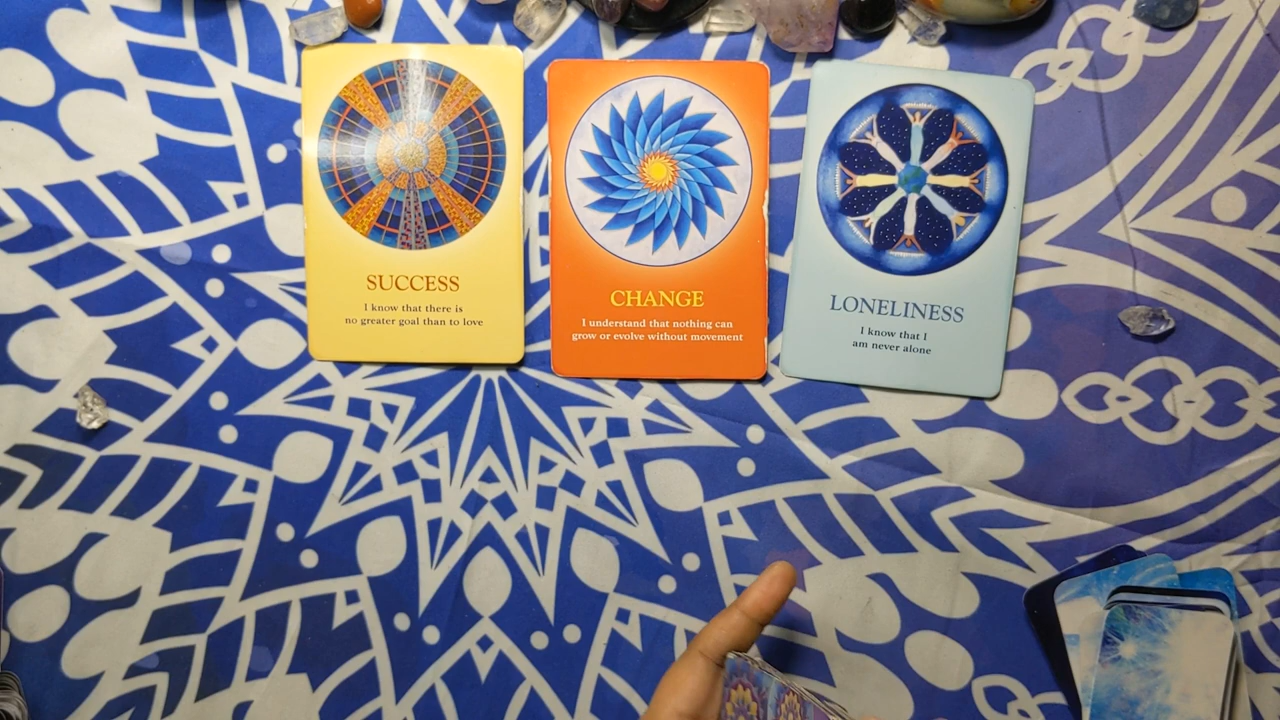 SUCCESS
I know that there is
no greater goal than to love
CHANGE
I understand that nothing can
grow or evolve without movement
LONELINESS
I know that I
am never alone